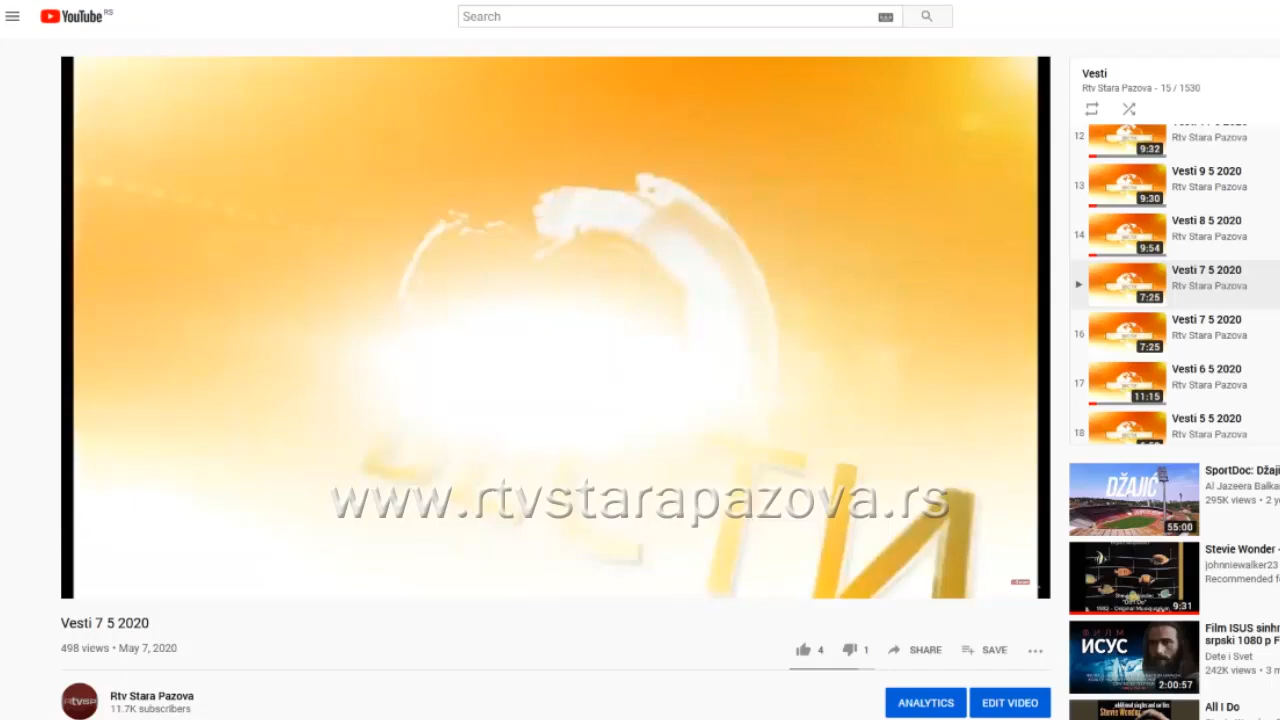 YouTube RS
Search
www.rtvstarapazova.rs
Vesti 7 5 2020
498 views • May 7, 2020
4
1
SHARE
SAVE
Rtv Stara Pazova
11.7K subscribers
ANALYTICS
EDIT VIDEO
Vesti
Rtv Stara Pazova - 15 / 1530
12
9:32
Rtv Stara Pazova
13
9:30
Vesti 9 5 2020
Rtv Stara Pazova
14
9:54
Vesti 8 5 2020
Rtv Stara Pazova
7:25
Vesti 7 5 2020
Rtv Stara Pazova
16
7:25
Vesti 7 5 2020
Rtv Stara Pazova
17
11:15
Vesti 6 5 2020
Rtv Stara Pazova
18
Vesti 5 5 2020
Rtv Stara Pazova
DŽAJIĆ
55:00
SportDoc: Džaji
Al Jazeera Balka
295K views • 2 y
9:31
Stevie Wonder -
johnniewalker23
Recommended f
ФИЛМ
ИСУС
2:00:57
Film ISUS sinhr
srpski 1080 p F
Dete i Svet
242K views • 3 m
Stevie Wonder
All I Do